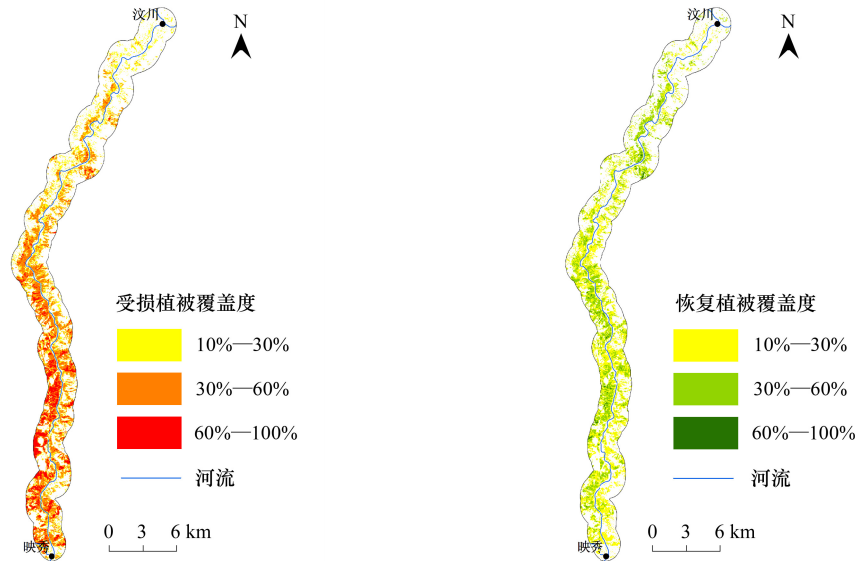 汶川
N
受损植被覆盖度
10%—30%
30%—60%
60%—100%
河流
映秀
0 3 6 km
汶川
N
恢复植被覆盖度
10%—30%
30%—60%
60%—100%
河流
映秀
0 3 6 km